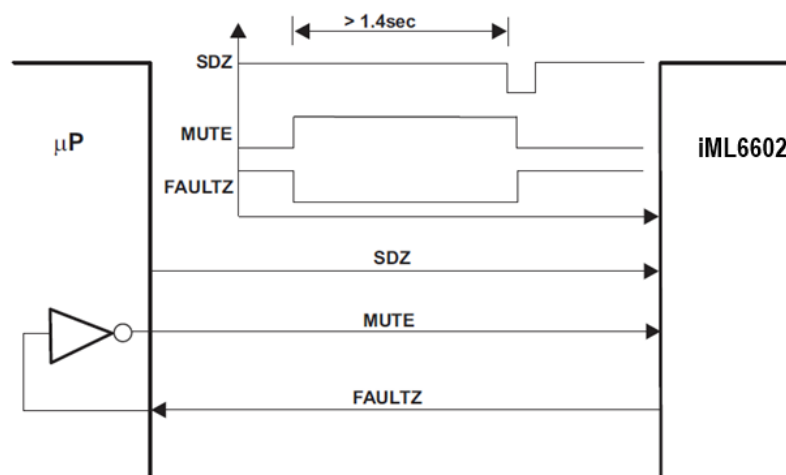 > 1.4sec
SDZ
μP
MUTE
iML6602
FAULTZ
SDZ
MUTE
FAULTZ